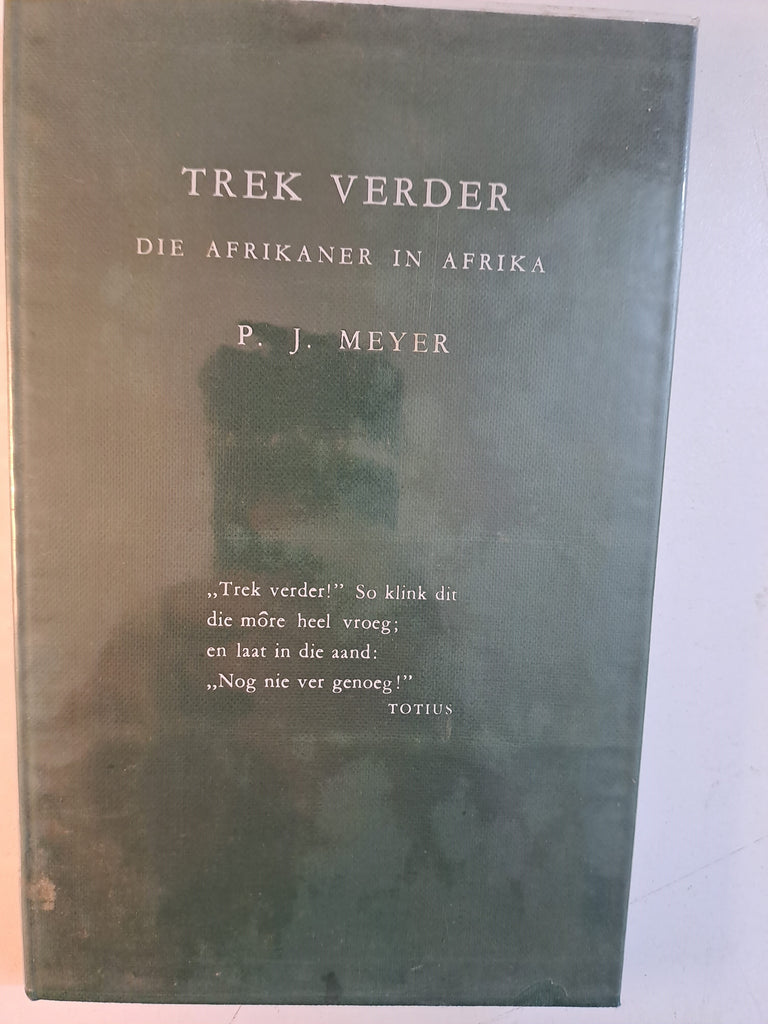 TREK VERDER
DIE AFRIKANER IN AFRIKA
P. J. MEYER
„Trek verder!” So klink dit
die môre heel vroeg;
en laat in die aand:
„Nog nie ver genoeg!”
TOTIUS